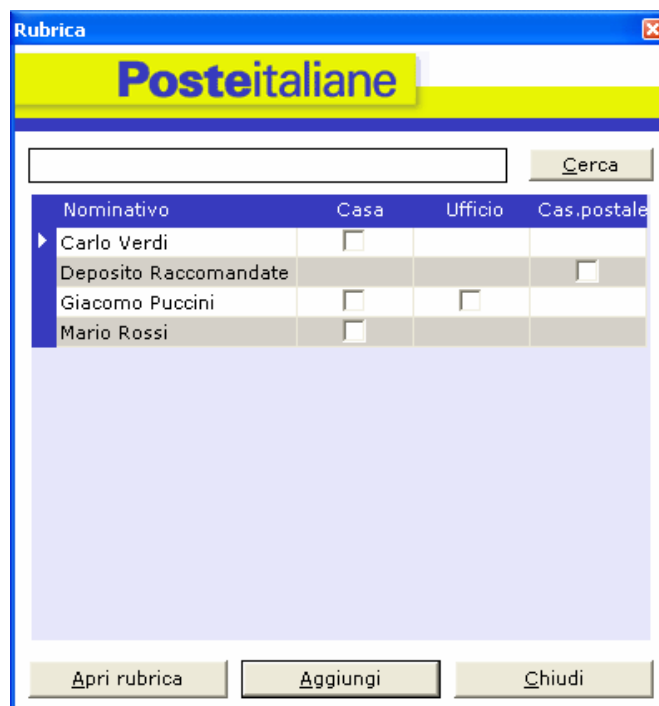 Rubrica
Posteitaliane
Cerca
Nominativo Casa Ufficio Cas.postale
Carlo Verdi
Deposito Raccomandate
Giacomo Puccini
Mario Rossi
Apri rubrica Aggiungi Chiudi